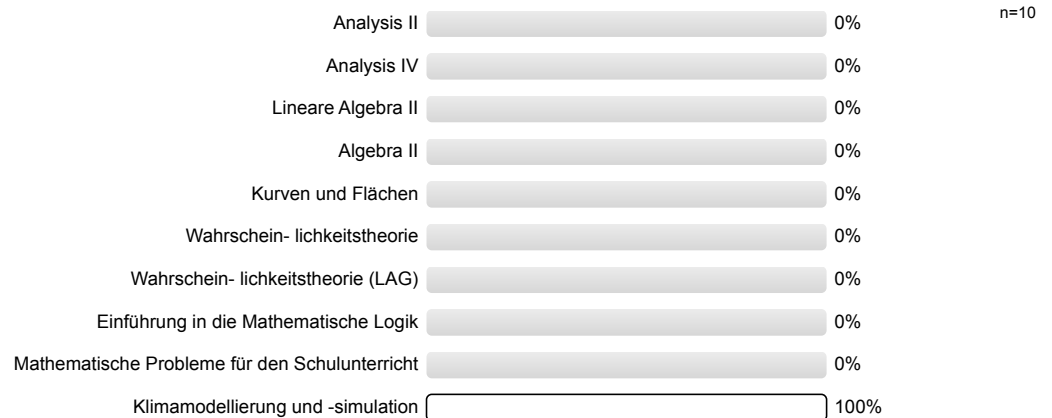 Analysis II 0% n=10
Analysis IV 0%
Lineare Algebra II 0%
Algebra II 0%
Kurven und Flächen 0%
Wahrschein- lichkeitstheorie 0%
Wahrschein- lichkeitstheorie (LAG) 0%
Einführung in die Mathematische Logik 0%
Mathematische Probleme für den Schulunterricht 0%
Klimamodellierung und -simulation 100%